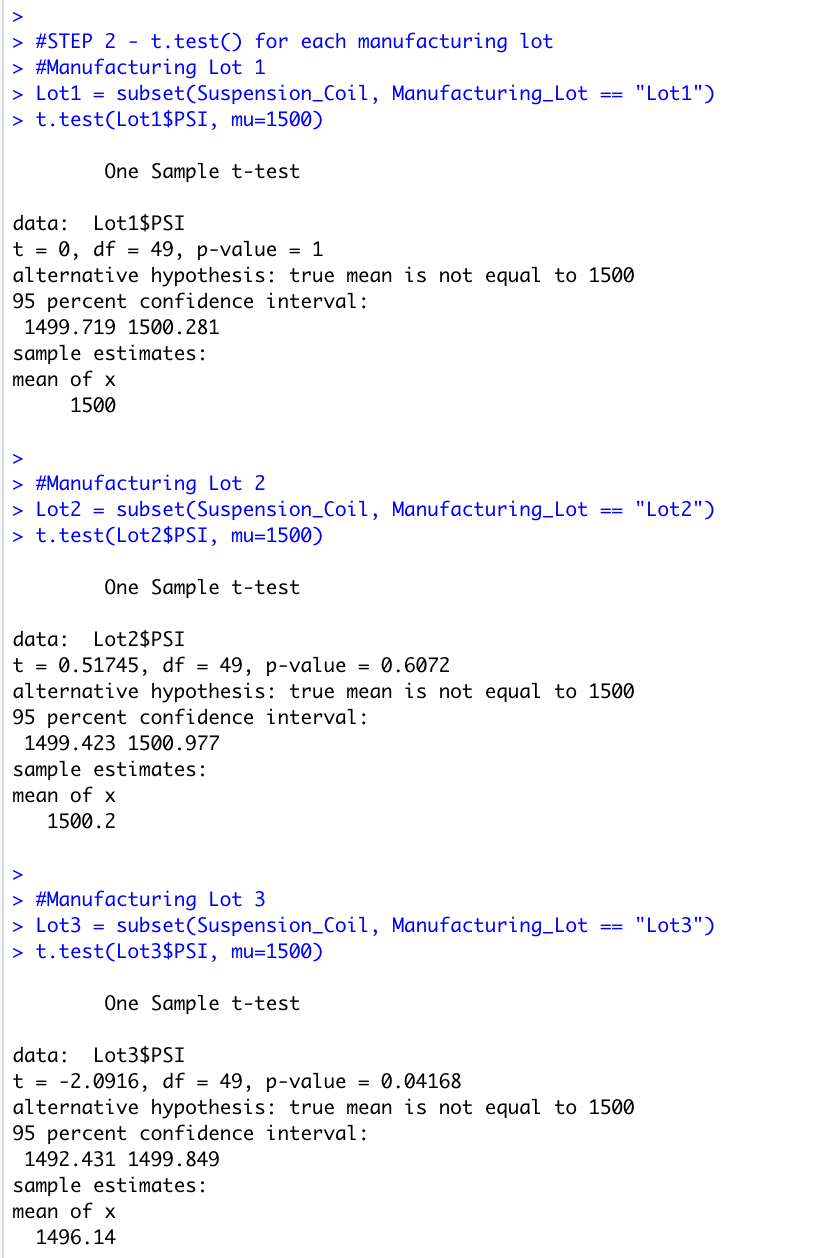 >
> #STEP 2 - t.test() for each manufacturing lot
> #Manufacturing Lot 1
> Lot1 = subset(Suspension_Coil, Manufacturing_Lot == "Lot1")
> t.test(Lot1$PSI, mu=1500)
One Sample t-test
data:  Lot1$PSI
t = 0, df = 49, p-value = 1
alternative hypothesis: true mean is not equal to 1500
95 percent confidence interval:
1499.719 1500.281
sample estimates:
mean of x
1500
>
> #Manufacturing Lot 2
> Lot2 = subset(Suspension_Coil, Manufacturing_Lot == "Lot2")
> t.test(Lot2$PSI, mu=1500)
One Sample t-test
data:  Lot2$PSI
t = 0.51745, df = 49, p-value = 0.6072
alternative hypothesis: true mean is not equal to 1500
95 percent confidence interval:
1499.423 1500.977
sample estimates:
mean of x
1500.2
>
> #Manufacturing Lot 3
> Lot3 = subset(Suspension_Coil, Manufacturing_Lot == "Lot3")
> t.test(Lot3$PSI, mu=1500)
One Sample t-test
data:  Lot3$PSI
t = -2.0916, df = 49, p-value = 0.04168
alternative hypothesis: true mean is not equal to 1500
95 percent confidence interval:
1492.431 1499.849
sample estimates:
mean of x
1496.14